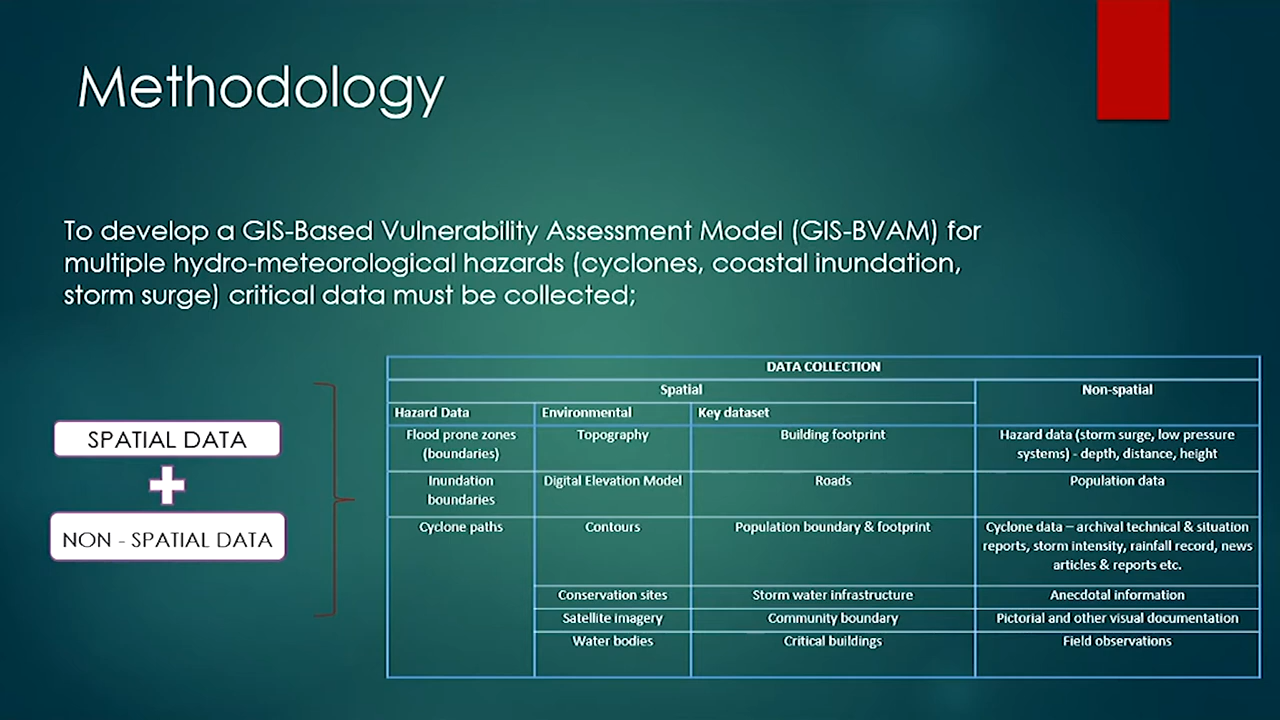 Methodology
To develop a GIS-Based Vulnerability Assessment Model (GIS-BVAM) for
multiple hydro-meteorological hazards (cyclones, coastal inundation,
storm surge) critical data must be collected;
SPATIAL DATA
NON - SPATIAL DATA
DATA COLLECTION
Spatial
Non-spatial
Hazard Data
Environmental
Key dataset
Flood prone zones
(boundaries)
Topography
Building footprint
Hazard data (storm surge, low pressure
systems) - depth, distance, height
Inundation
boundaries
Digital Elevation Model
Roads
Population data
Cyclone paths
Contours
Population boundary & footprint
Cyclone data – archival technical & situation
reports, storm intensity, rainfall record, news
articles & reports etc.
Conservation sites
Storm water infrastructure
Anecdotal information
Satellite imagery
Community boundary
Pictorial and other visual documentation
Water bodies
Critical buildings
Field observations